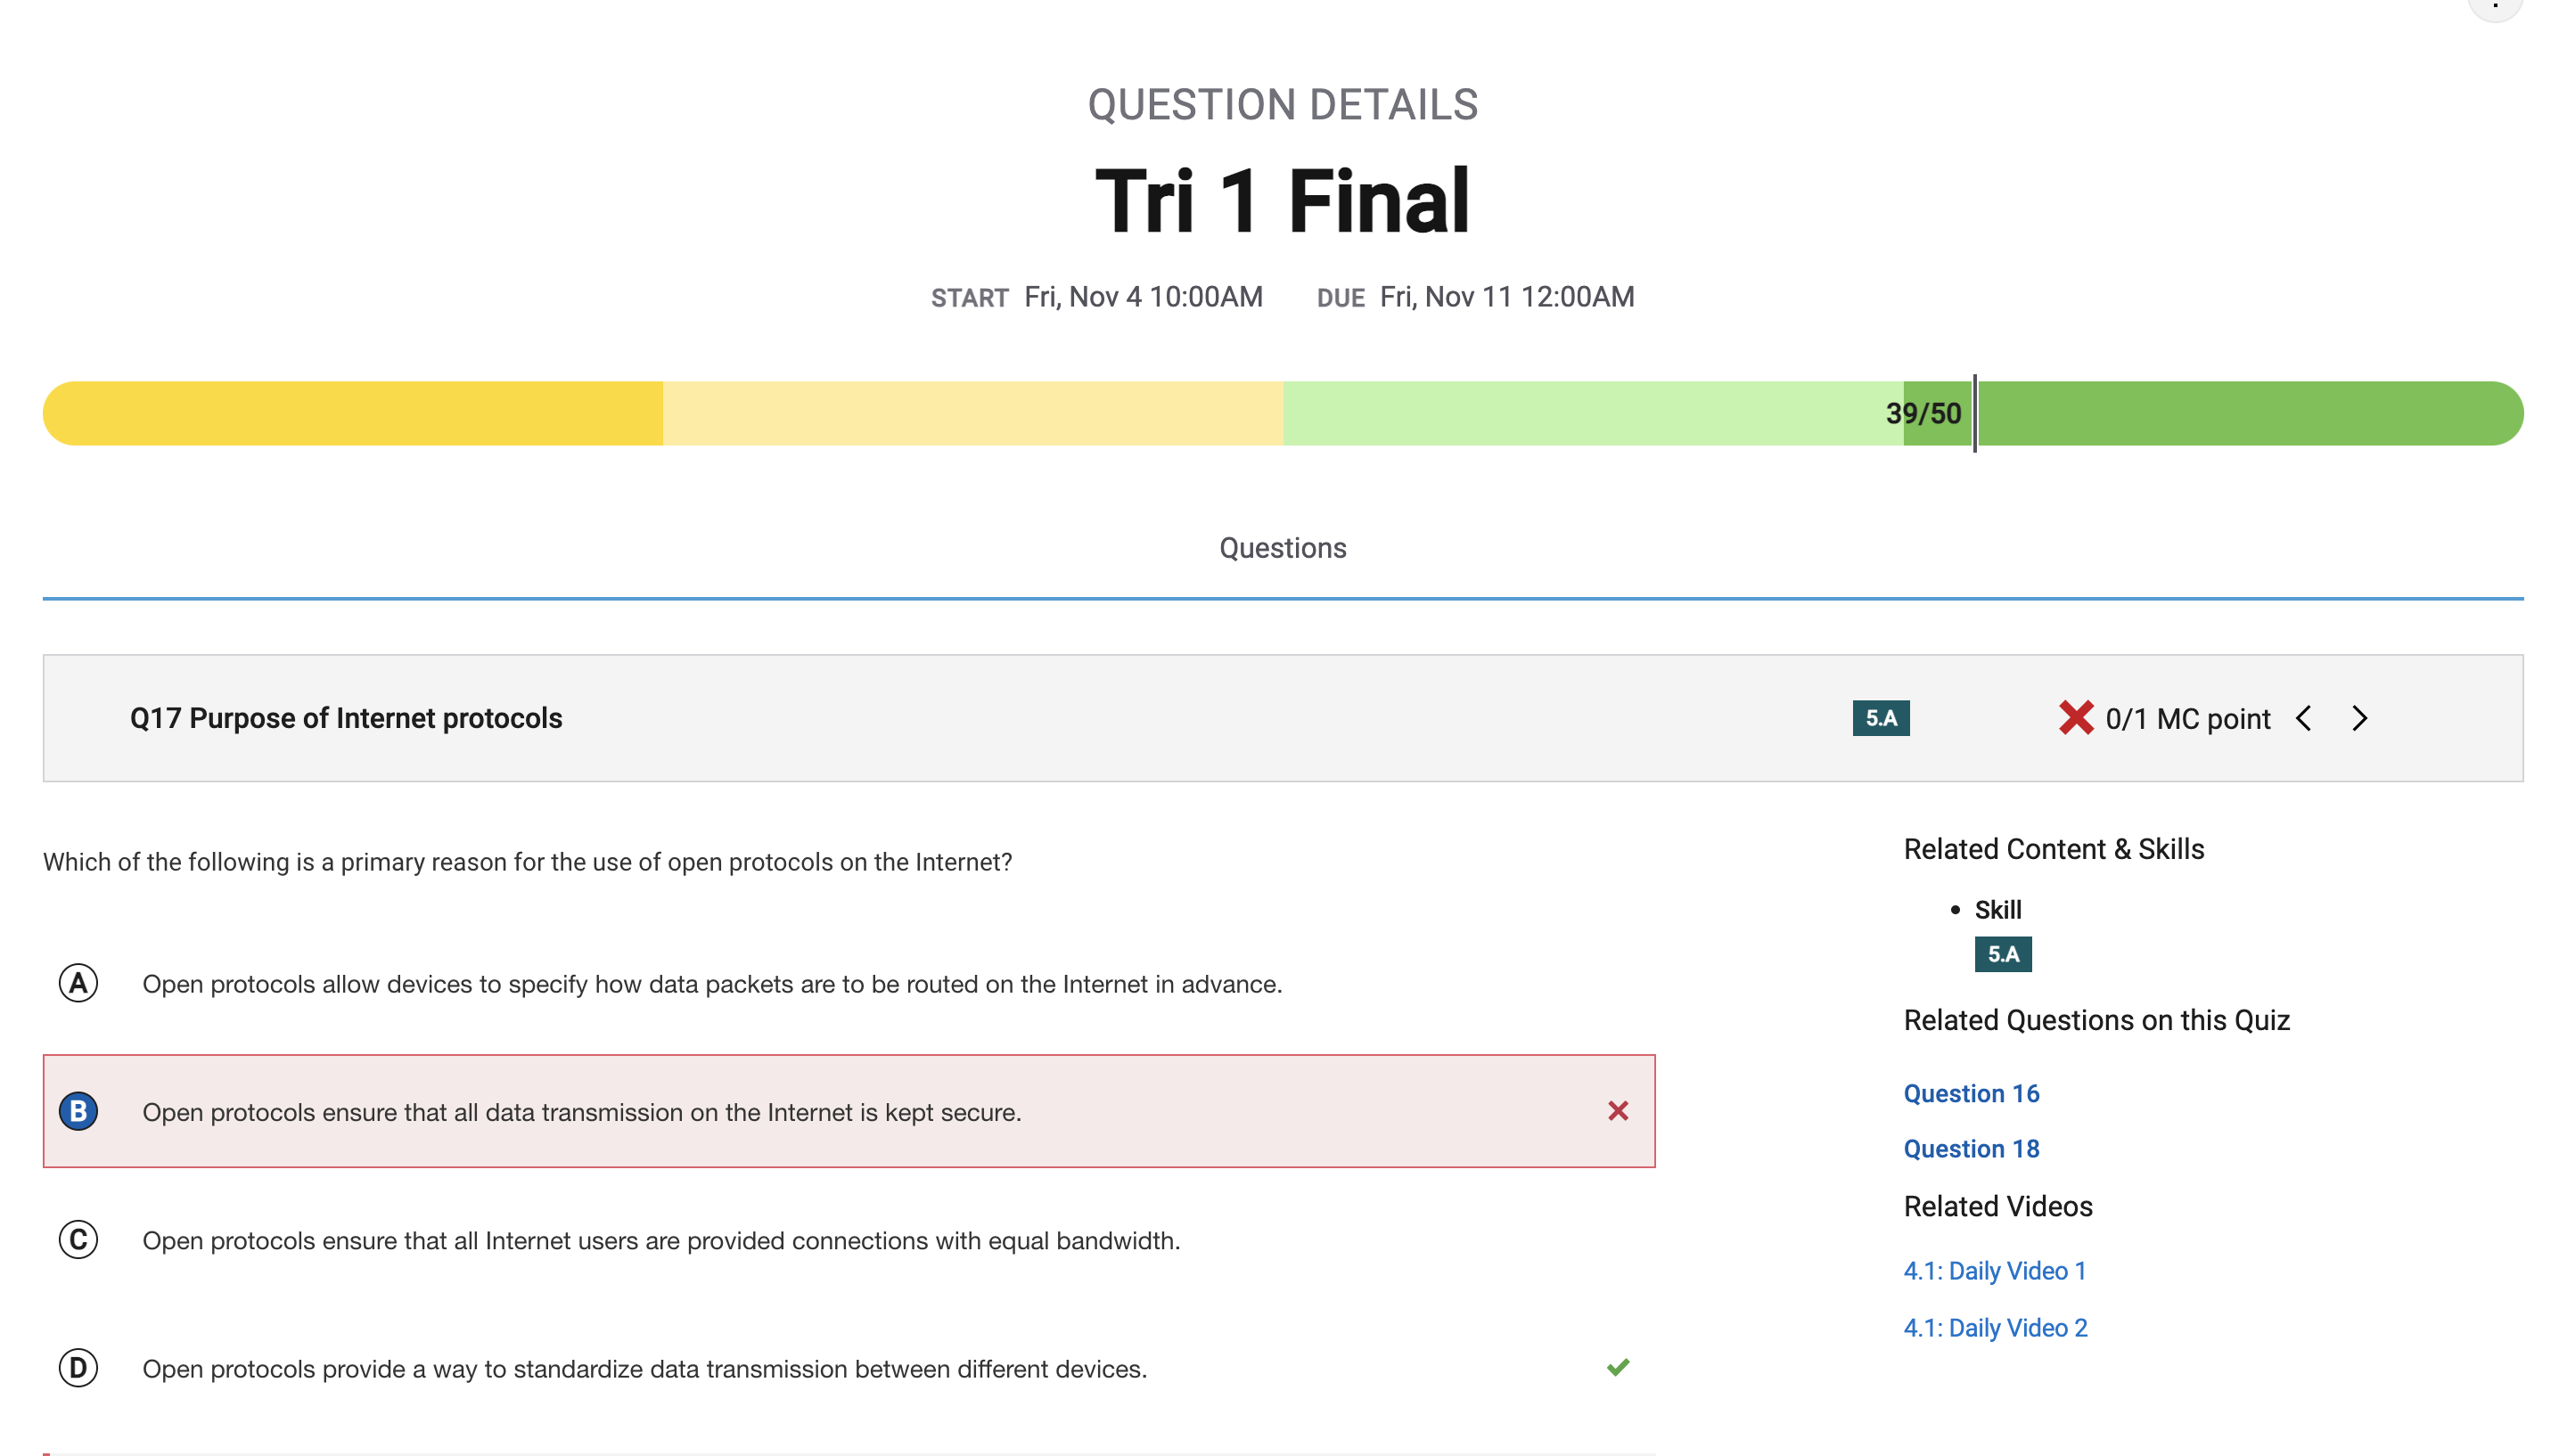 QUESTION DETAILS
Tri 1 Final
START Fri, Nov 4 10:00AM DUE Fri, Nov 11 12:00AM
39/50
Questions
Q17 Purpose of Internet protocols 5.A 0/1 MC point
Which of the following is a primary reason for the use of open protocols on the Internet?
A Open protocols allow devices to specify how data packets are to be routed on the Internet in advance.
B Open protocols ensure that all data transmission on the Internet is kept secure.
C Open protocols ensure that all Internet users are provided connections with equal bandwidth.
D Open protocols provide a way to standardize data transmission between different devices.
Related Content & Skills
Skill
5.A
Related Questions on this Quiz
Question 16
Question 18
Related Videos
4.1: Daily Video 1
4.1: Daily Video 2